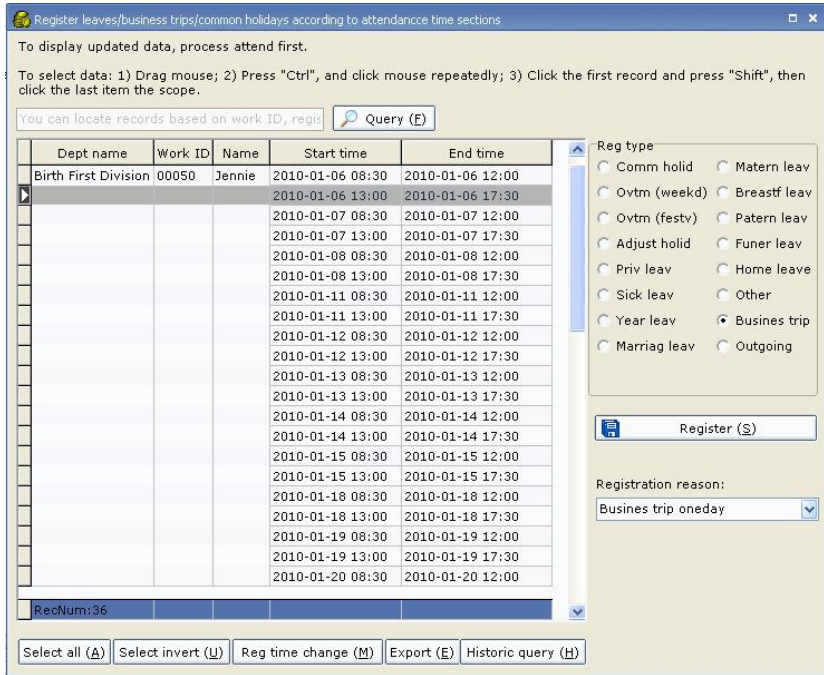 Register leaves/business trips/common holidays according to attendancce time sections
To display updated data, process attend first.
To select data: 1) Drag mouse; 2) Press "Ctrl", and click mouse repeatedly; 3) Click the first record and press "Shift", then
click the last item the scope.
You can locate records based on work ID, regis
Query (F)
Dept name Work ID Name Start time End time
Birth First Division 00050 Jennie 2010-01-06 08:30 2010-01-06 12:00
2010-01-06 13:00 2010-01-06 17:30
2010-01-07 08:30 2010-01-07 12:00
2010-01-07 13:00 2010-01-07 17:30
2010-01-08 08:30 2010-01-08 12:00
2010-01-08 13:00 2010-01-08 17:30
2010-01-11 08:30 2010-01-11 12:00
2010-01-11 13:00 2010-01-11 17:30
2010-01-12 08:30 2010-01-12 12:00
2010-01-12 13:00 2010-01-12 17:30
2010-01-13 08:30 2010-01-13 12:00
2010-01-13 13:00 2010-01-13 17:30
2010-01-14 08:30 2010-01-14 12:00
2010-01-14 13:00 2010-01-14 17:30
2010-01-15 08:30 2010-01-15 12:00
2010-01-15 13:00 2010-01-15 17:30
2010-01-18 08:30 2010-01-18 12:00
2010-01-18 13:00 2010-01-18 17:30
2010-01-19 08:30 2010-01-19 12:00
2010-01-19 13:00 2010-01-19 17:30
2010-01-20 08:30 2010-01-20 12:00
RecNum:36
Reg type
Comm holid Matern leav
Ovtm (weekd) Breastf leav
Ovtm (festv) Patern leav
Adjust holid Funer leav
Priv leav Home leave
Sick leav Other
Year leav Busines trip
Marriag leav Outgoing
Register (S)
Registration reason:
Busines trip oneday
Select all (A) Select invert (U) Reg time change (M) Export (E) Historic query (H)